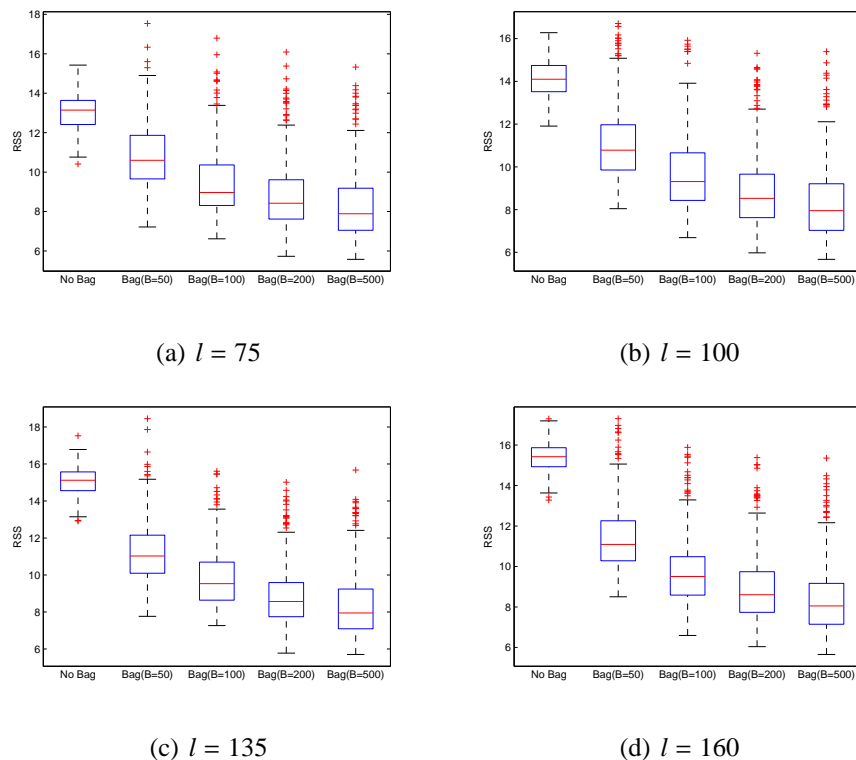 18
16
14
12
10
8
6
RSS
No Bag Bag(B=50) Bag(B=100) Bag(B=200) Bag(B=500)
(a) l = 75
16
14
12
10
8
6
RSS
No Bag Bag(B=50) Bag(B=100) Bag(B=200) Bag(B=500)
(b) l = 100
18
16
14
12
10
8
6
RSS
No Bag Bag(B=50) Bag(B=100) Bag(B=200) Bag(B=500)
(c) l = 135
16
14
12
10
8
6
RSS
No Bag Bag(B=50) Bag(B=100) Bag(B=200) Bag(B=500)
(d) l = 160